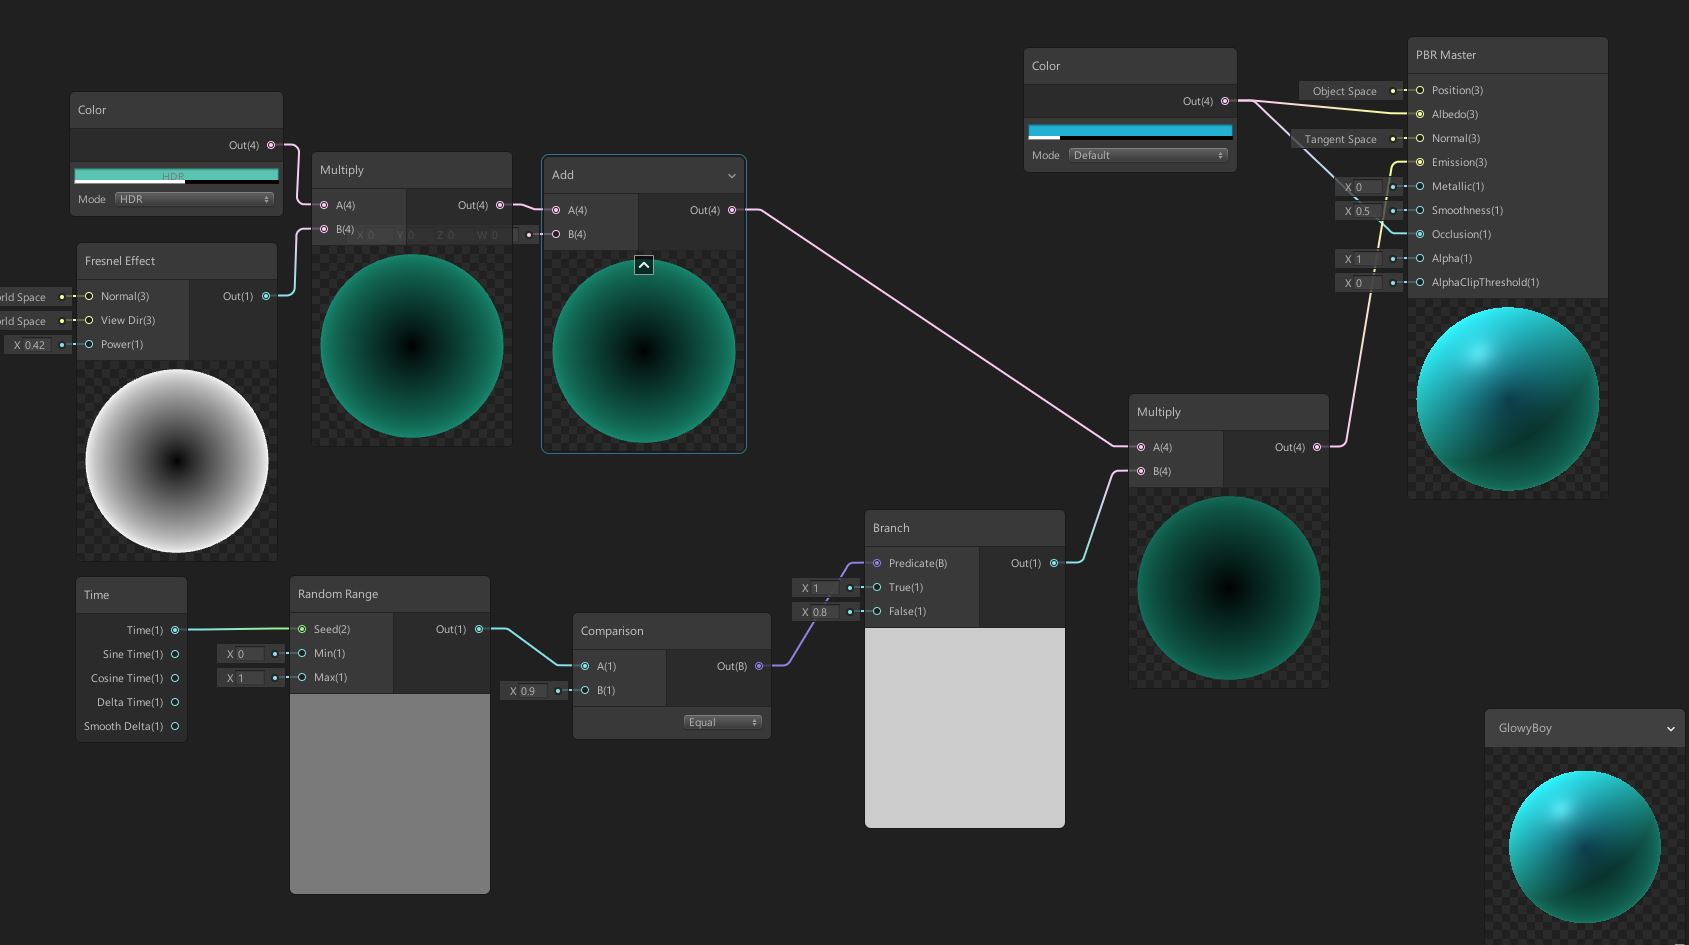 Color
Out(4)
HDR
Mode HDR
Fresnel Effect
rld Space Normal(3) Out(1)
rld Space View Dir(3)
X 0.42 Power(1)
Multiply
A(4) Out(4)
B(4)
Add
A(4) Out(4)
X 0 Y 0 Z 0 W 0 B(4)
Time
Time(1)
Sine Time(1)
Cosine Time(1)
Delta Time(1)
Smooth Delta(1)
Random Range
Seed(2) Out(1)
X 0 Min(1)
X 1 Max(1)
Comparison
A(1) Out(B)
X 0.9 B(1)
Equal
Branch
Predicate(B) Out(1)
X 1 True(1)
X 0.8 False(1)
Color
Out(4)
Mode Default
Multiply
A(4) Out(4)
B(4)
PBR Master
Object Space Position(3)
Albedo(3)
Tangent Space Normal(3)
Emission(3)
X 0 Metallic(1)
X 0.5 Smoothness(1)
Occlusion(1)
X 1 Alpha(1)
X 0 AlphaClipThreshold(1)
GlowyBoy